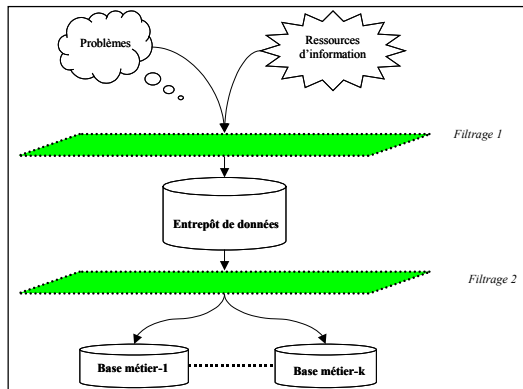 Problèmes
Ressources
d'information
Filtrage 1
Entrepôt de données
Filtrage 2
Base métier-1
Base métier-k